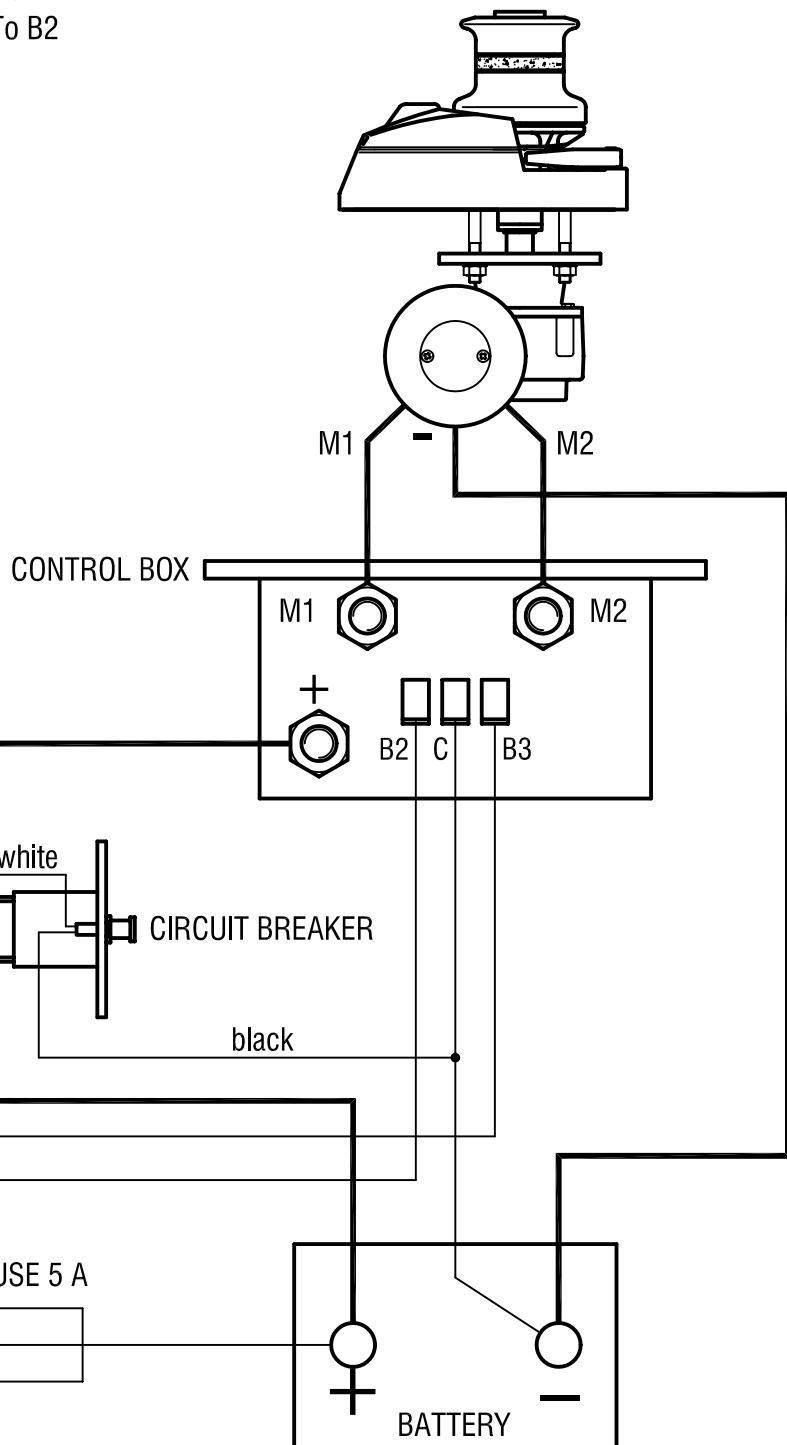 To B2
M1
-
M2
CONTROL BOX
M1
M2
+
B2
C
B3
white
CIRCUIT BREAKER
black
USE 5 A
+
−
BATTERY